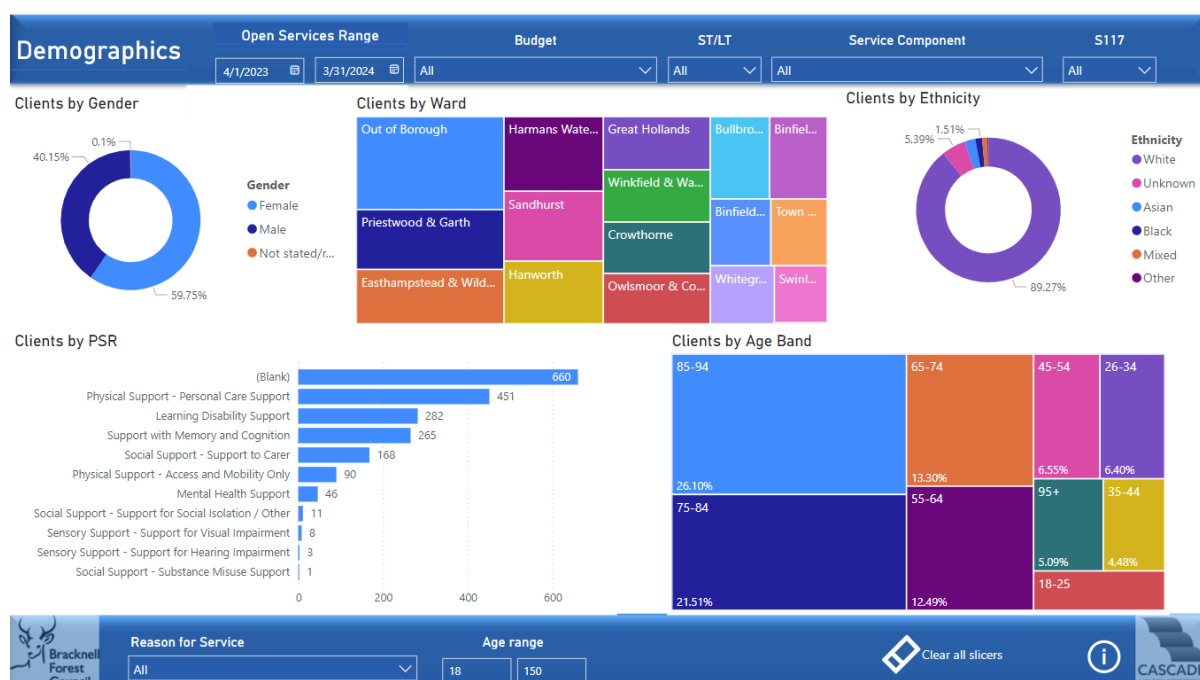 Demographics
Open Services Range
4/1/2023
3/31/2024
Budget
All
ST/LT
All
Service Component
All
S117
All
Clients by Gender
0.1%
40.15%
59.75%
Gender
Female
Male
Not stated/r...
Clients by Ward
Out of Borough
Priestwood & Garth
Easthampstead & Wild...
Harmans Wate...
Sandhurst
Hanworth
Great Hollands
Winkfield & Wa...
Crowthorne
Owlsmoor & Co...
Bullbro...
Binfiel...
Binfield...
Town ...
Whitegr...
Swinl...
Clients by Ethnicity
1.51%
5.39%
89.27%
Ethnicity
White
Unknown
Asian
Black
Mixed
Other
Clients by PSR
(Blank) 660
Physical Support - Personal Care Support 451
Learning Disability Support 282
Support with Memory and Cognition 265
Social Support - Support to Carer 168
Physical Support - Access and Mobility Only 90
Mental Health Support 46
Social Support - Support for Social Isolation / Other 11
Sensory Support - Support for Visual Impairment 8
Sensory Support - Support for Hearing Impairment 3
Social Support - Substance Misuse Support 1
0 200 400 600
Clients by Age Band
85-94
26.10%
75-84
21.51%
65-74
13.30%
55-64
12.49%
45-54
6.55%
26-34
6.40%
95+
5.09%
35-44
4.48%
18-25
Bracknell
Forest
Reason for Service
All
Age range
18
150
Clear all slicers
i
CASCAD